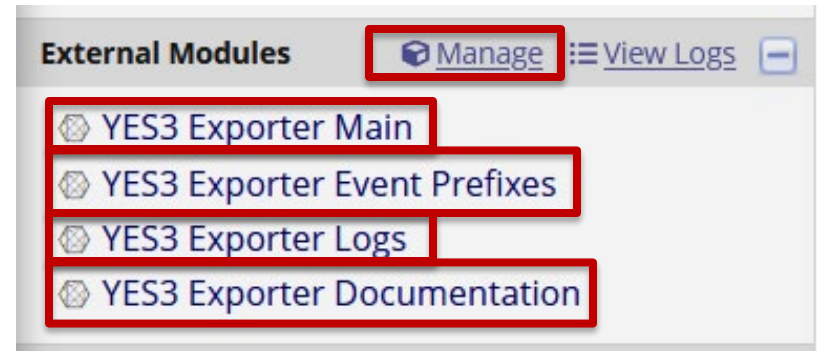 External Modules Manage View Logs
YES3 Exporter Main
YES3 Exporter Event Prefixes
YES3 Exporter Logs
YES3 Exporter Documentation